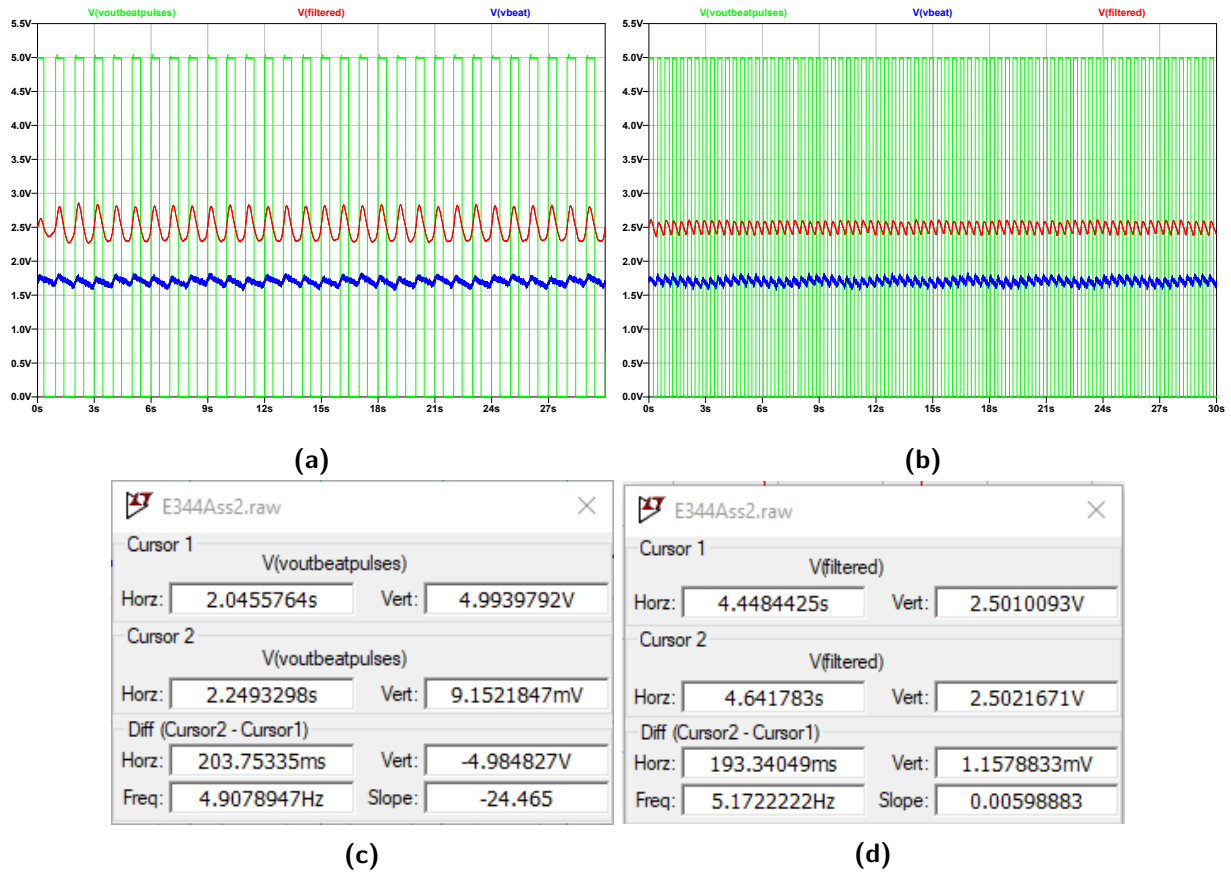 V(voutbeatpulses) V(filtered) V(vbeat)
5.5V
5.0V
4.5V
4.0V
3.5V
3.0V
2.5V
2.0V
1.5V
1.0V
0.5V
0.0V
0s 3s 6s 9s 12s 15s 18s 21s 24s 27s
(a)
V(voutbeatpulses) V(vbeat) V(filtered)
5.5V
5.0V
4.5V
4.0V
3.5V
3.0V
2.5V
2.0V
1.5V
1.0V
0.5V
0.0V
0s 3s 6s 9s 12s 15s 18s 21s 24s 27s 30s
(b)
E344Ass2.raw
Cursor 1
V(voutbeatpulses)
Horz: 2.0455764s Vert: 4.9939792V
Cursor 2
V(voutbeatpulses)
Horz: 2.2493298s Vert: 9.1521847mV
Diff (Cursor2 - Cursor1)
Horz: 203.75335ms Vert: -4.984827V
Freq: 4.9078947Hz Slope: -24.465
(c)
E344Ass2.raw
Cursor 1
V(filtered)
Horz: 4.4484425s Vert: 2.5010093V
Cursor 2
V(filtered)
Horz: 4.641783s Vert: 2.5021671V
Diff (Cursor2 - Cursor1)
Horz: 193.34049ms Vert: 1.1578833mV
Freq: 5.1722222Hz Slope: 0.00598883
(d)